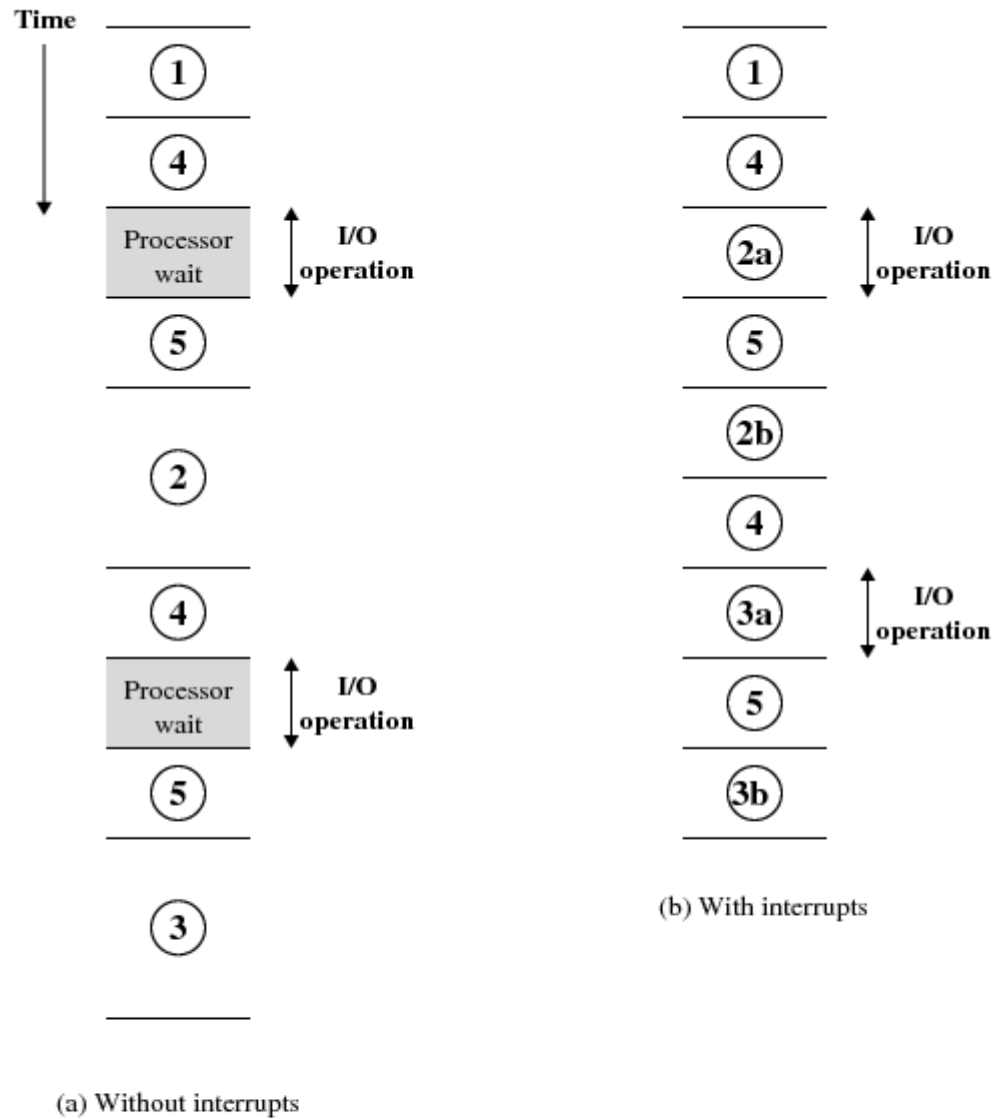 Time
1
4
Processor
wait
I/O
operation
5
2
4
Processor
wait
I/O
operation
5
3
(a) Without interrupts
1
4
2a
I/O
operation
5
2b
4
3a
I/O
operation
5
3b
(b) With interrupts